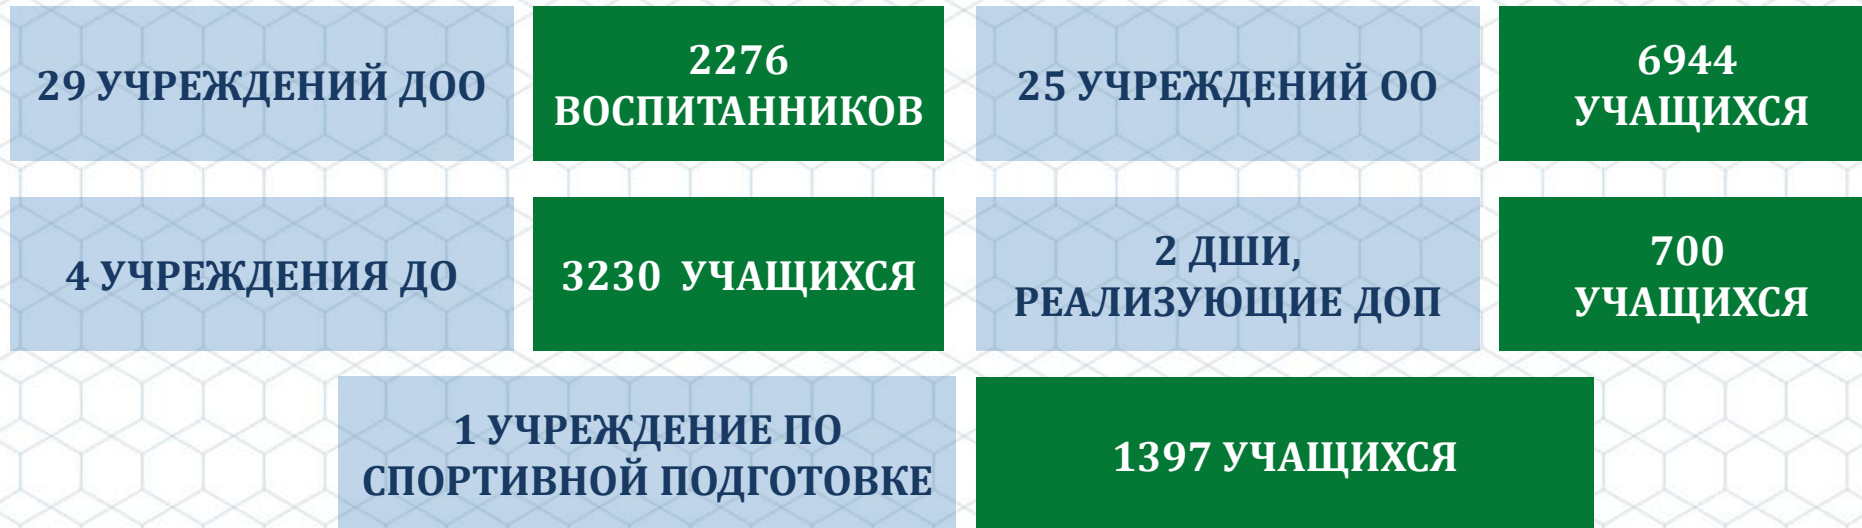 29 УЧРЕЖДЕНИЙ ДОО
2276
ВОСПИТАННИКОВ
25 УЧРЕЖДЕНИЙ ОО
6944
УЧАЩИХСЯ
4 УЧРЕЖДЕНИЯ ДО
3230 УЧАЩИХСЯ
2 ДШИ,
РЕАЛИЗУЮЩИЕ ДОП
700
УЧАЩИХСЯ
1 УЧРЕЖДЕНИЕ ПО
СПОРТИВНОЙ ПОДГОТОВКЕ
1397 УЧАЩИХСЯ